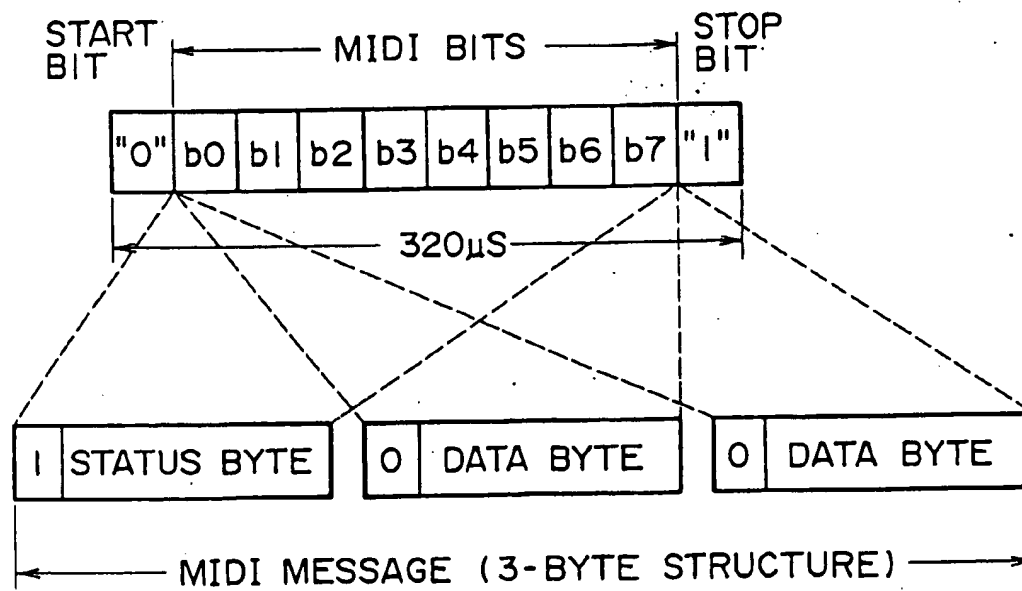 START BIT
MIDI BITS
STOP BIT
"0" b0 b1 b2 b3 b4 b5 b6 b7 "1"
320µS
1 STATUS BYTE 0 DATA BYTE 0 DATA BYTE
MIDI MESSAGE (3-BYTE STRUCTURE)